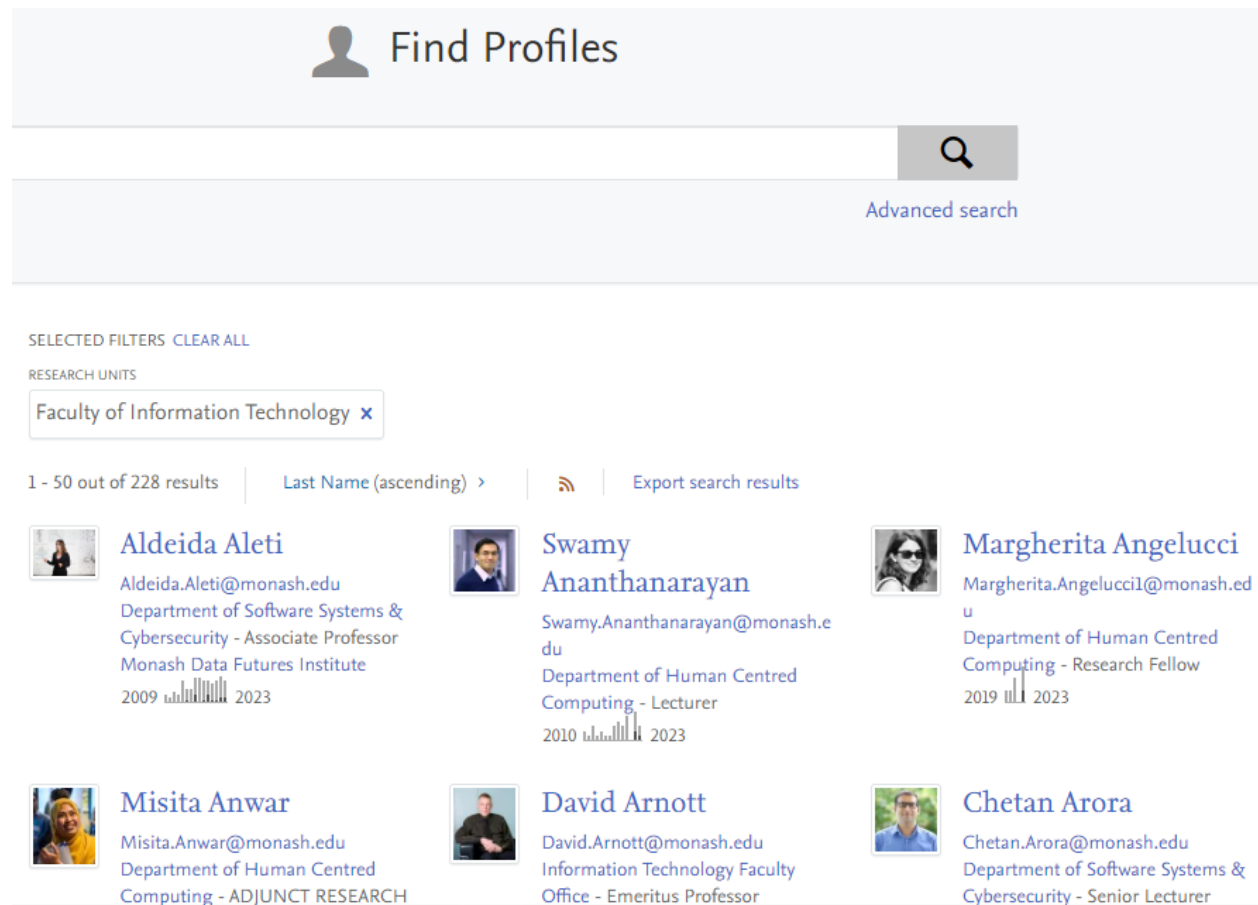 Find Profiles
Advanced search
SELECTED FILTERS CLEAR ALL
RESEARCH UNITS
Faculty of Information Technology x
1 - 50 out of 228 results
Last Name (ascending) >
Export search results
Aldeida Aleti
Aldeida.Aleti@monash.edu
Department of Software Systems &
Cybersecurity - Associate Professor
Monash Data Futures Institute
2009 2023
Swamy
Ananthanarayan
Swamy.Ananthanarayan@monash.e
du
Department of Human Centred
Computing - Lecturer
2010 2023
Margherita Angelucci
Margherita.Angelucci1@monash.ed
u
Department of Human Centred
Computing - Research Fellow
2019 2023
Misita Anwar
Misita.Anwar@monash.edu
Department of Human Centred
Computing - ADJUNCT RESEARCH
David Arnott
David.Arnott@monash.edu
Information Technology Faculty
Office - Emeritus Professor
Chetan Arora
Chetan.Arora@monash.edu
Department of Software Systems &
Cybersecurity - Senior Lecturer